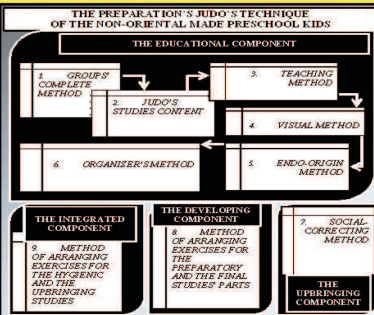 THE PREPARATION'S JUDO'S TECHNIQUE
OF THE NON-ORIENTAL MADE PRESCHOOL KIDS
THE EDUCATIONAL COMPONENT
1. GROUPS'
COMPLETE
METHOD
2. JUDO'S
STUDIES CONTENT
3. TEACHING
METHOD
4. VISUAL METHOD
5. ENDO-ORIGIN
METHOD
6. ORGANIZER'S METHOD
THE INTEGRATED
COMPONENT
9. METHOD
OF ARRANGING
EXERCISES FOR
THE HYGIENIC
AND THE
UPBRINGING
STUDIES
THE DEVELOPING
COMPONENT
8. METHOD
OF ARRANGING
EXERCISES FOR
THE
PREPARATORY
AND THE FINAL
STUDIES PARTS
7. SOCIAL-
CORRECTING
METHOD
THE
UPBRINGING
COMPONENT